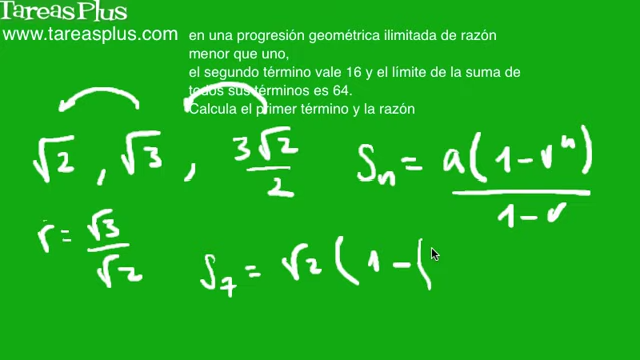 TareasPlus
www.tareasplus.com
en una progresión geométrica ilimitada de razón
menor que uno,
el segundo término vale 16 y el límite de la suma de
todos sus términos es 64.
Calcula el primer término y la razón
√2 , √3 , 3√2/2
Sn = a(1-r^n)/1-r
r = √3/√2
S7 = √2 (1-(